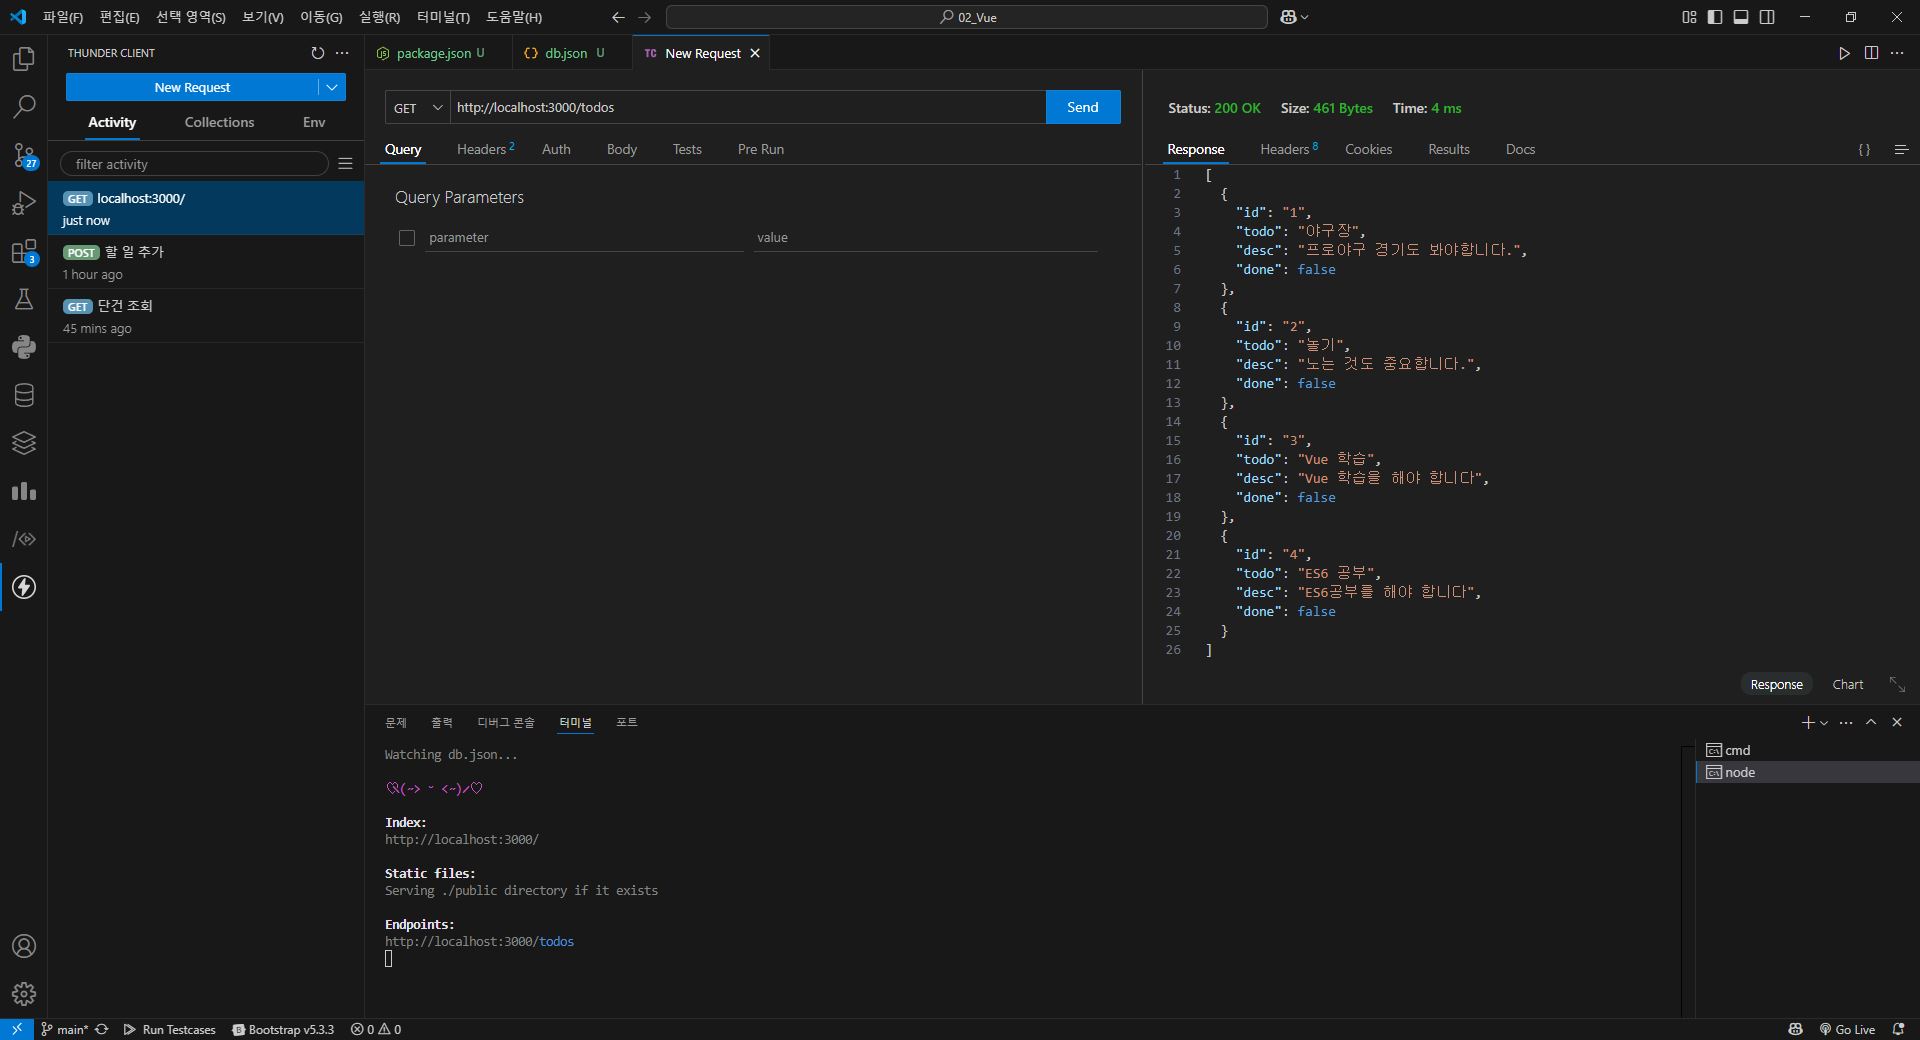 파일(F) 편집(E) 선택 영역(S) 보기(V) 이동(G) 실행(R) 터미널(T) 도움말(H)
02_Vue
THUNDER CLIENT
New Request
Activity Collections Env
filter activity
GET localhost:3000/
just now
POST 할 일 추가
1 hour ago
GET 단건 조회
45 mins ago
27
3
package.json U
db.json U
TC New Request
GET http://localhost:3000/todos Send
Query Headers 2 Auth Body Tests Pre Run
Query Parameters
parameter value
Status: 200 OK Size: 461 Bytes Time: 4 ms
Response Headers 8 Cookies Results Docs { }
1 [
2 {
3 "id": "1",
4 "todo": "야구장",
5 "desc": "프로야구 경기도 봐야합니다.",
6 "done": false
7 },
8 {
9 "id": "2",
10 "todo": "놀기",
11 "desc": "노는 것도 중요합니다.",
12 "done": false
13 },
14 {
15 "id": "3",
16 "todo": "Vue 학습",
17 "desc": "Vue 학습을 해야 합니다",
18 "done": false
19 },
20 {
21 "id": "4",
22 "todo": "ES6 공부",
23 "desc": "ES6공부를 해야 합니다",
24 "done": false
25 }
26 ]
Response Chart
문제 출력 디버그 콘솔 터미널 포트
Watching db.json...
Index:
http://localhost:3000/
Static files:
Serving ./public directory if it exists
Endpoints:
http://localhost:3000/todos
cmd
node
main* Run Testcases Bootstrap v5.3.3 0 0
Go Live